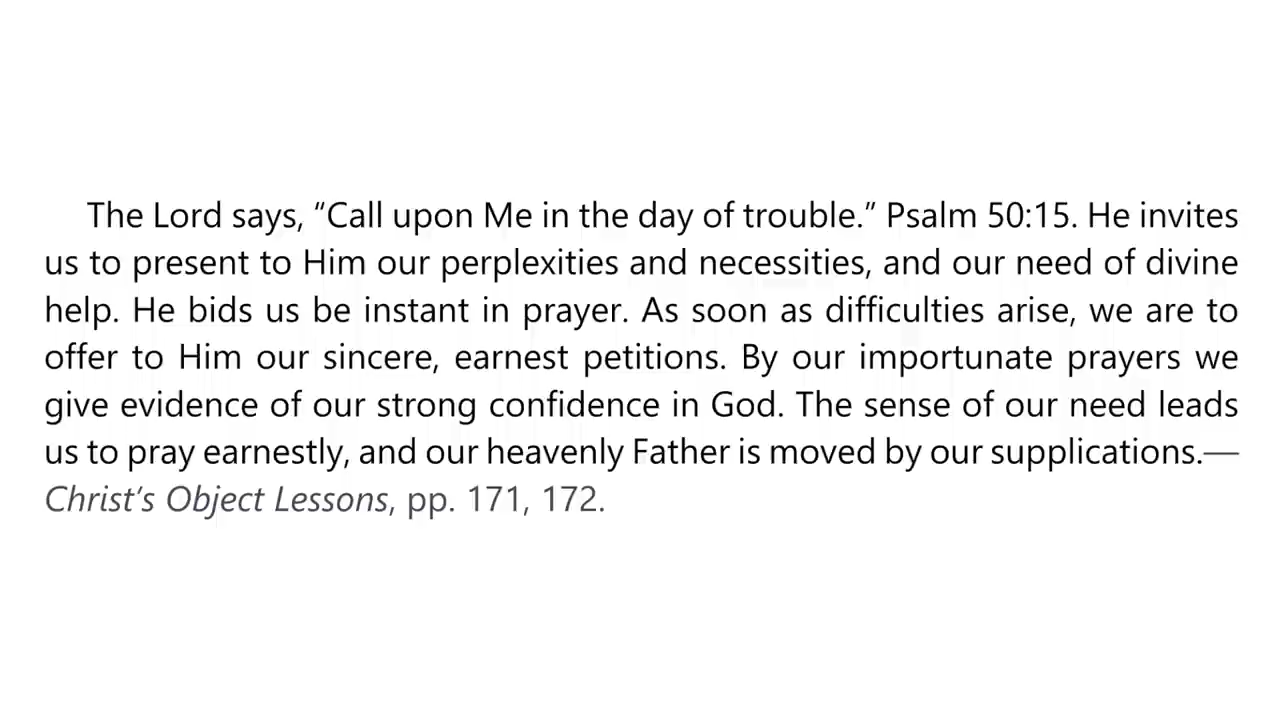 The Lord says, “Call upon Me in the day of trouble.” Psalm 50:15. He invites
us to present to Him our perplexities and necessities, and our need of divine
help. He bids us be instant in prayer. As soon as difficulties arise, we are to
offer to Him our sincere, earnest petitions. By our importunate prayers we
give evidence of our strong confidence in God. The sense of our need leads
us to pray earnestly, and our heavenly Father is moved by our supplications.—
Christ’s Object Lessons, pp. 171, 172.